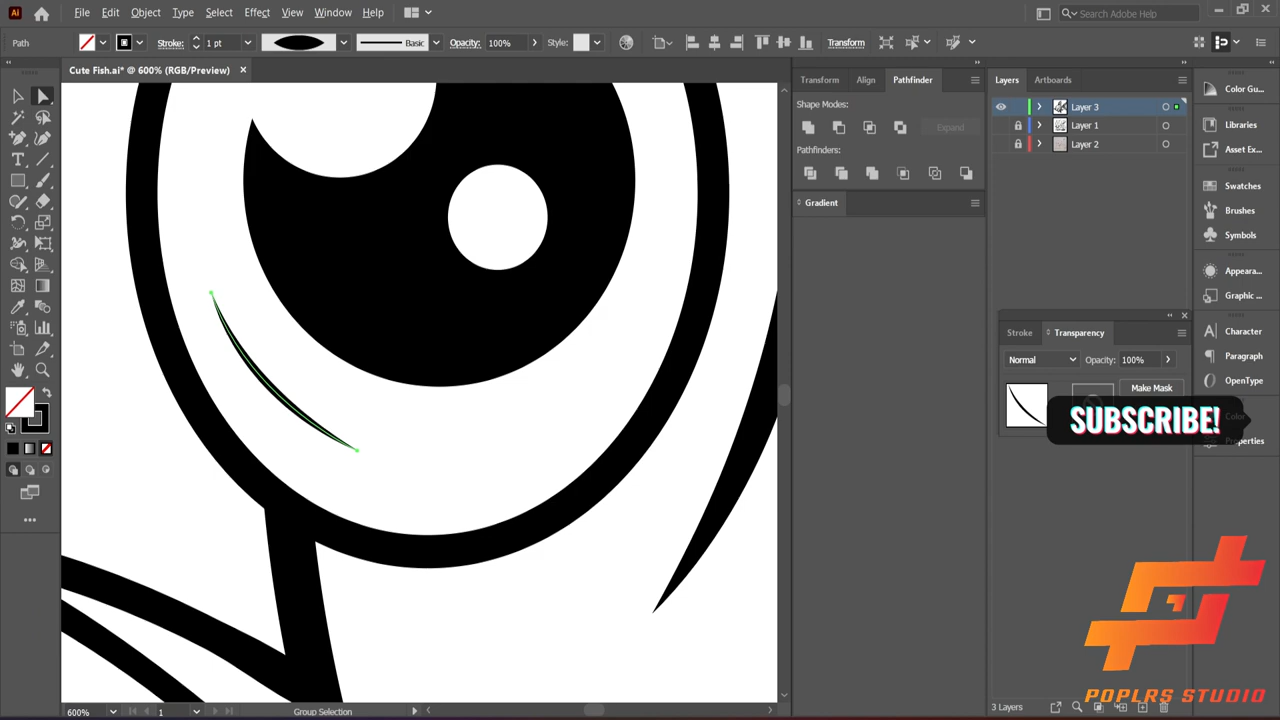 Ai File Edit Object Type Select Effect View Window Help Search Adobe Help
Path Stroke: 1 pt Basic Opacity: 100% Style: Transform
Cute Fish.ai* @ 600% (RGB/Preview)
Transform Align Pathfinder
Shape Modes:
Expand
Pathfinders:
Gradient
Layers Artboards
Layer 3
Layer 1
Layer 2
3 Layers
Stroke Transparency
Normal Opacity: 100%
Make Mask
Color Gu...
Libraries
Asset Ex...
Swatches
Brushes
Symbols
Appeara...
Graphic ...
Character
Paragraph
OpenType
Color
Properties
SUBSCRIBE!
POPLRS STUDIO
600% 1 Group Selection